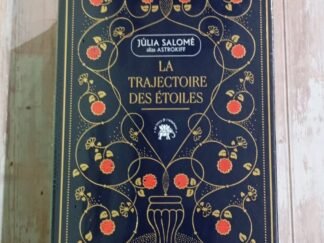 JÚLIA SALOMÉ
alias ASTROKIFF
LA
TRAJECTOIRE
DES ÉTOILES